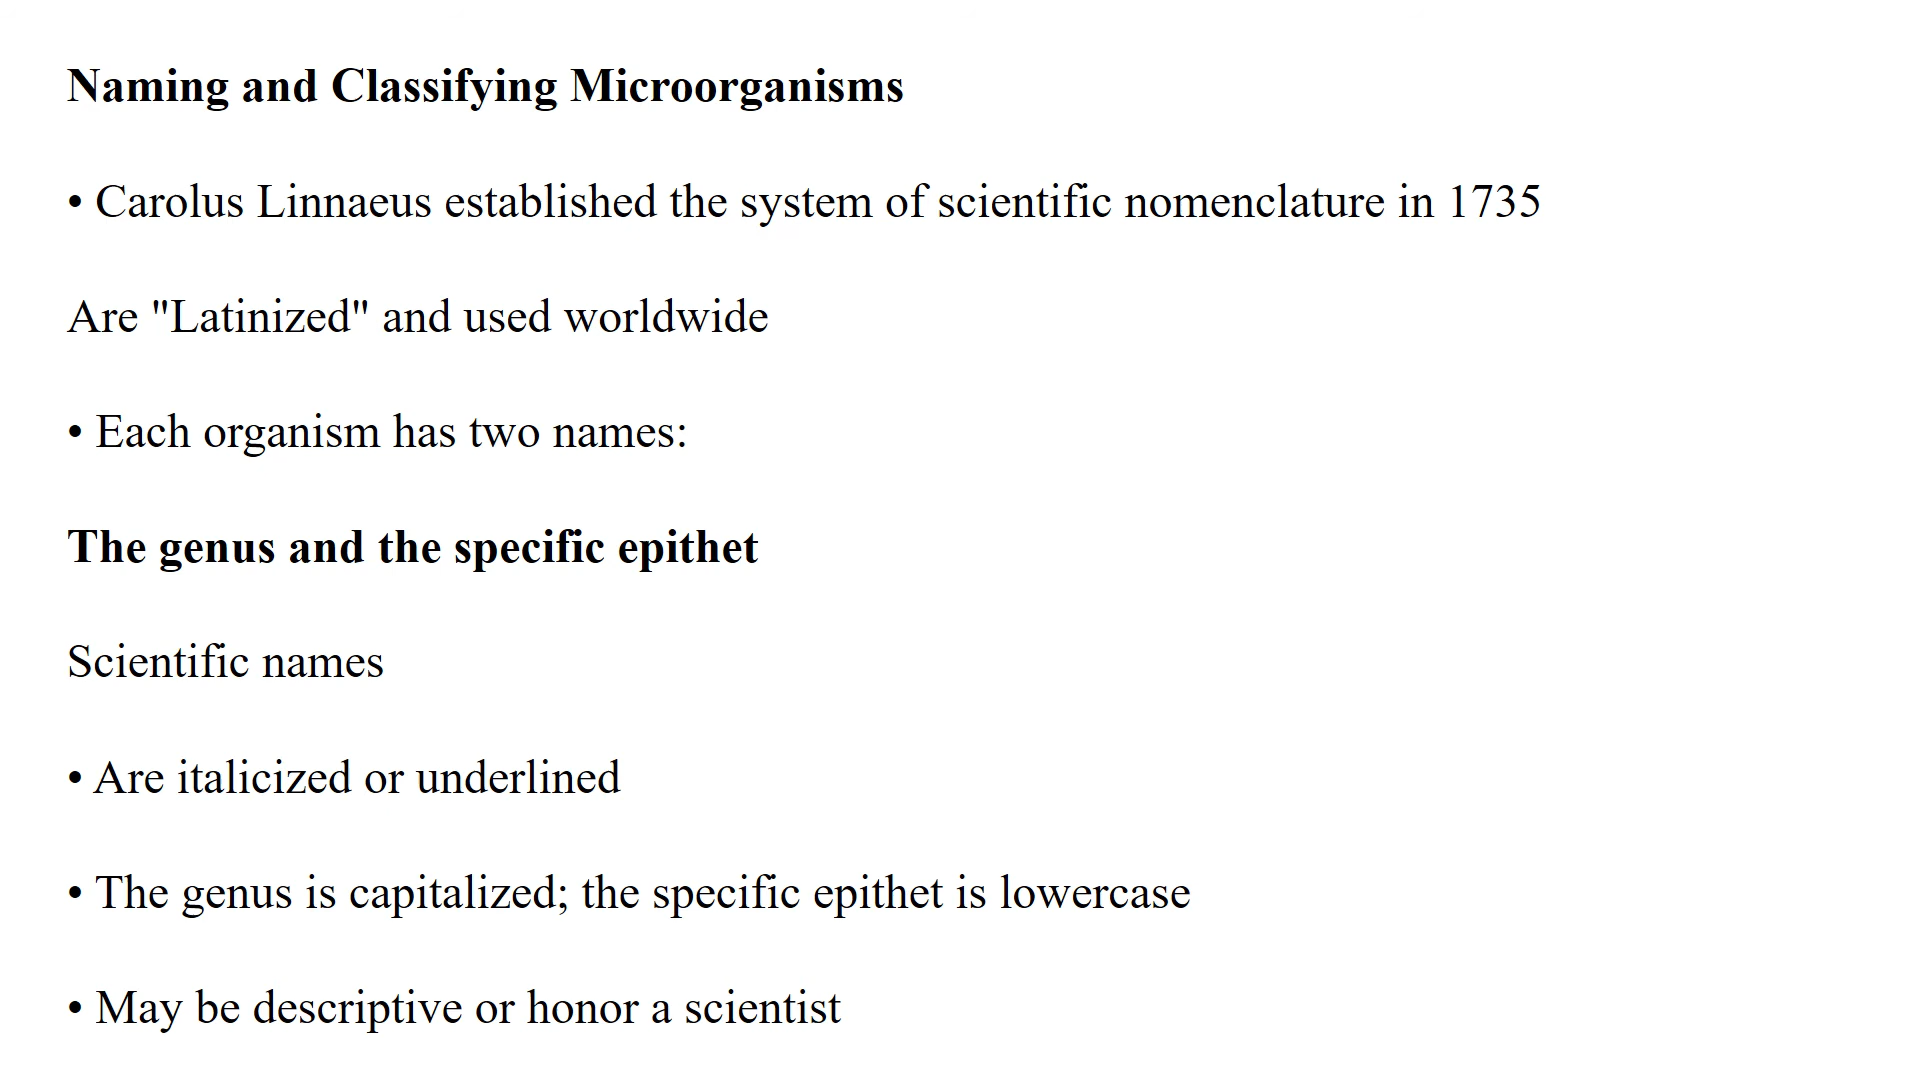 Naming and Classifying Microorganisms
• Carolus Linnaeus established the system of scientific nomenclature in 1735
Are "Latinized" and used worldwide
• Each organism has two names:
The genus and the specific epithet
Scientific names
• Are italicized or underlined
• The genus is capitalized; the specific epithet is lowercase
• May be descriptive or honor a scientist